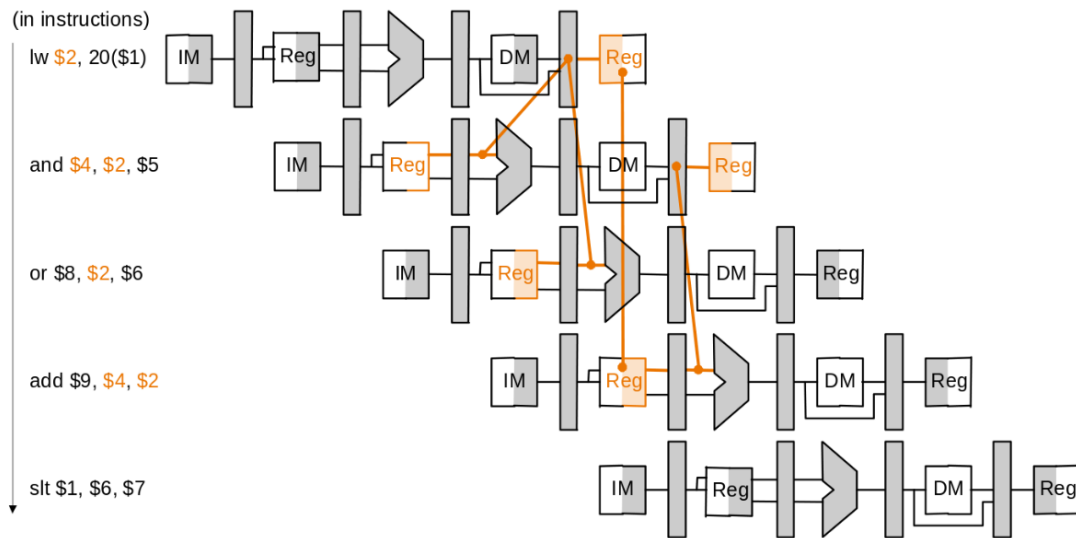 (in instructions)
lw $2, 20($1)
IM Reg DM Reg
and $4, $2, $5
IM Reg DM Reg
or $8, $2, $6
IM Reg DM Reg
add $9, $4, $2
IM Reg DM Reg
slt $1, $6, $7
IM Reg DM Reg